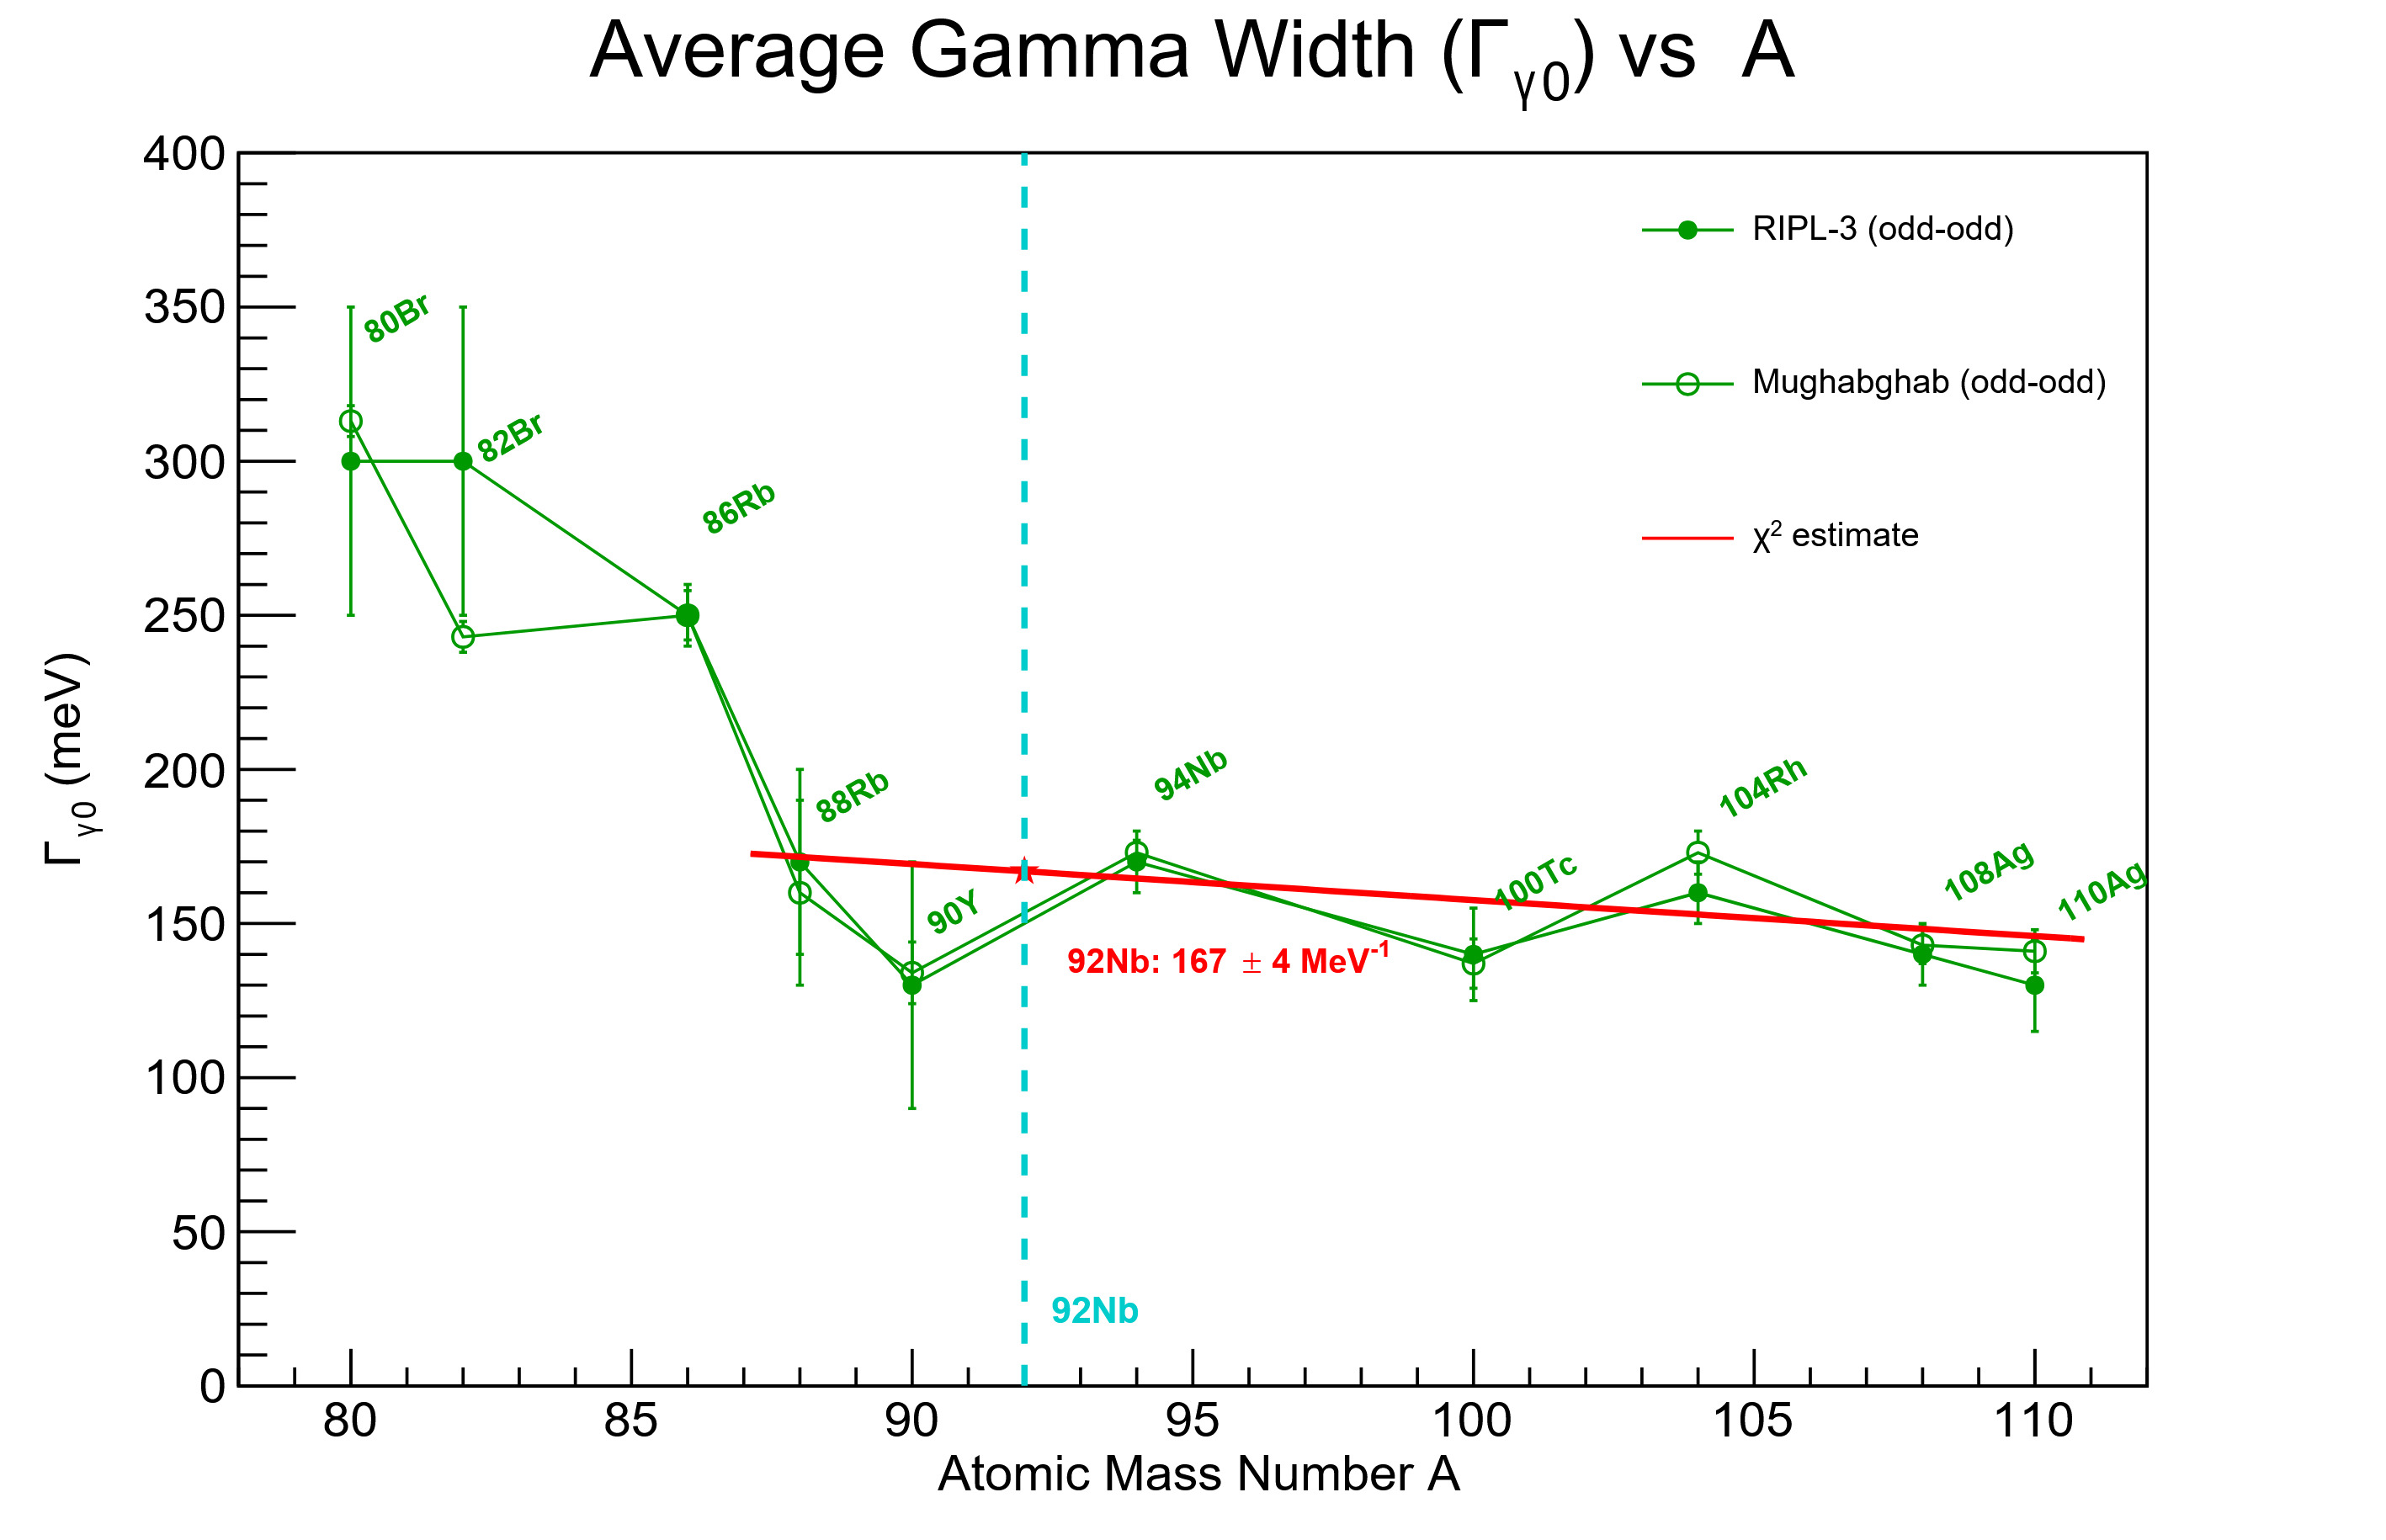 Average Gamma Width (Γγ0) vs A
400
350
300
250
200
150
100
50
0
Γγ0 (meV)
RIPL-3 (odd-odd)
Mughabghab (odd-odd)
χ² estimate
80Br
82Br
86Rb
88Rb
90Y
94Nb
100Tc
104Rh
108Ag
110Ag
92Nb: 167 ± 4 MeV⁻¹
92Nb
80 85 90 95 100 105 110
Atomic Mass Number A